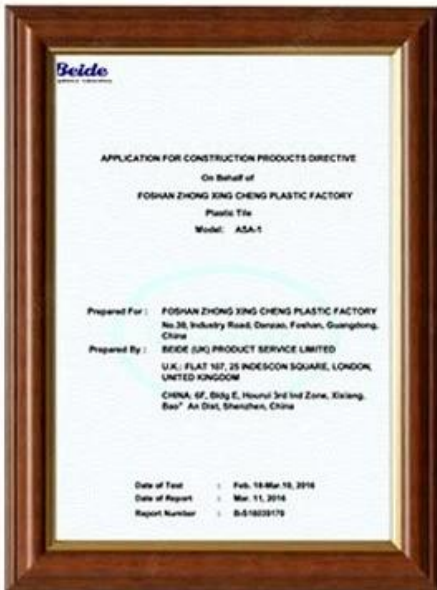 Beide
APPLICATION FOR CONSTRUCTION PRODUCTS DIRECTIVE
On Behalf of
FOSHAN ZHONG XING CHENG PLASTIC FACTORY
Plastic Tile
Model: ASA-1
Prepared For : FOSHAN ZHONG XING CHENG PLASTIC FACTORY
No.39, Industry Road, Danzao, Foshan, Guangdong,
China
Prepared By : BEIDE (UK) PRODUCT SERVICE LIMITED
U.K.: FLAT 107, 25 INDESCON SQUARE, LONDON,
UNITED KINGDOM
CHINA: 6F, Bldg E, Hourui 3rd Ind Zone, Xixiang,
Bao" An Dist, Shenzhen, China
Date of Test : Feb. 18-Mar.10, 2016
Date of Report : Mar. 11, 2016
Report Number :